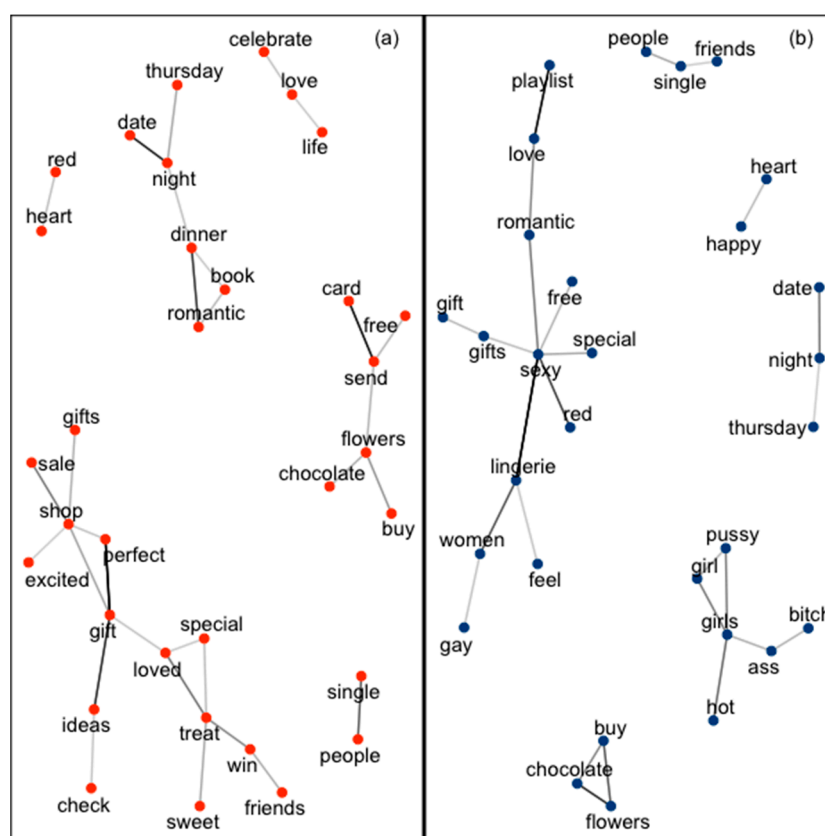 (a)
celebrate
thursday
love
date
life
red
night
heart
dinner
book
card
romantic
free
send
gifts
flowers
sale
chocolate
shop
buy
perfect
excited
special
gift
loved
single
ideas
treat
people
win
check
friends
sweet
(b)
people
friends
single
playlist
love
heart
romantic
happy
date
gift
free
special
gifts
night
sexy
red
thursday
lingerie
women
pussy
girl
feel
bitch
girls
gay
ass
hot
buy
chocolate
flowers